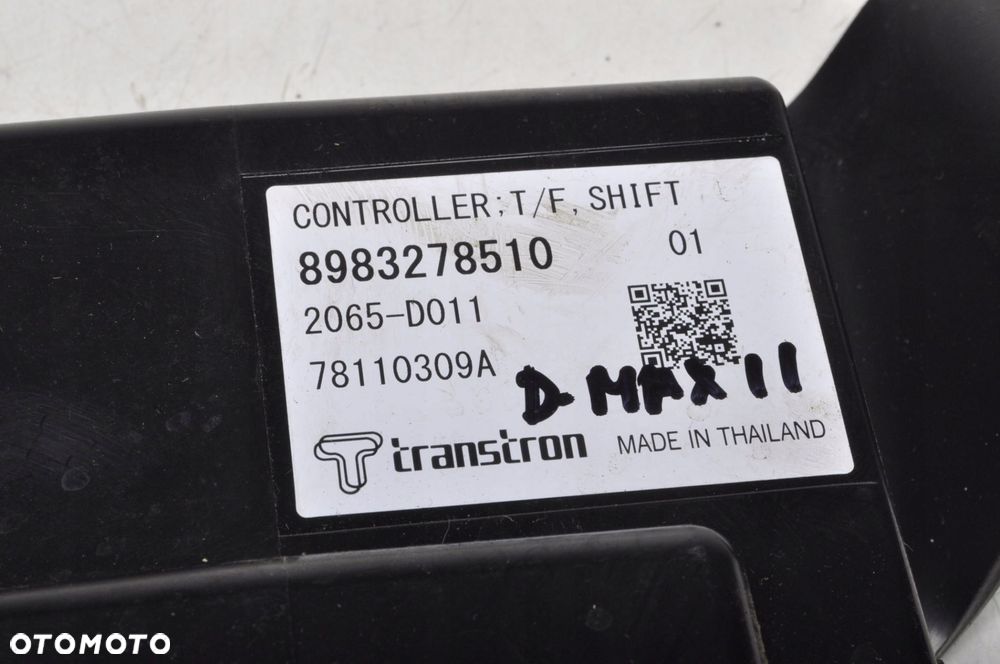 CONTROLLER;T/F, SHIFT
8983278510 01
2065-D011
78110309A
D-MAX II
transtron MADE IN THAILAND
OTOMOTO